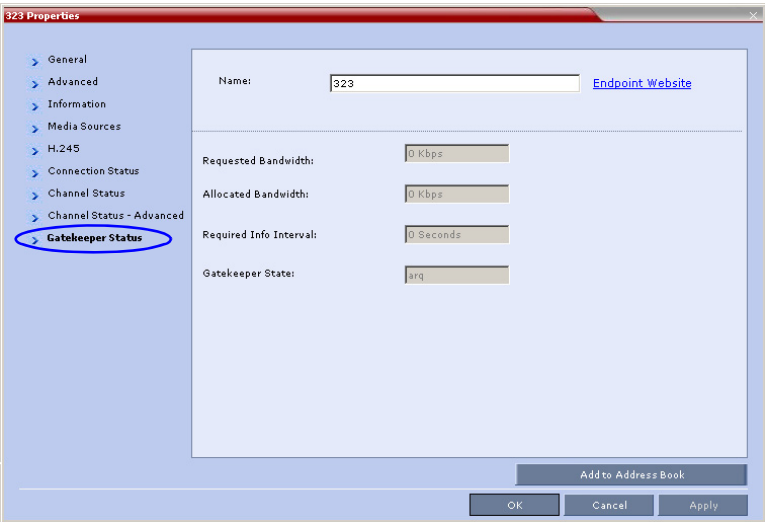 323 Properties
General
Advanced
Information
Media Sources
H.245
Connection Status
Channel Status
Channel Status - Advanced
Gatekeeper Status
Name: 323 Endpoint Website
Requested Bandwidth: 0 Kbps
Allocated Bandwidth: 0 Kbps
Required Info Interval: 0 Seconds
Gatekeeper State: arq
Add to Address Book
OK Cancel Apply